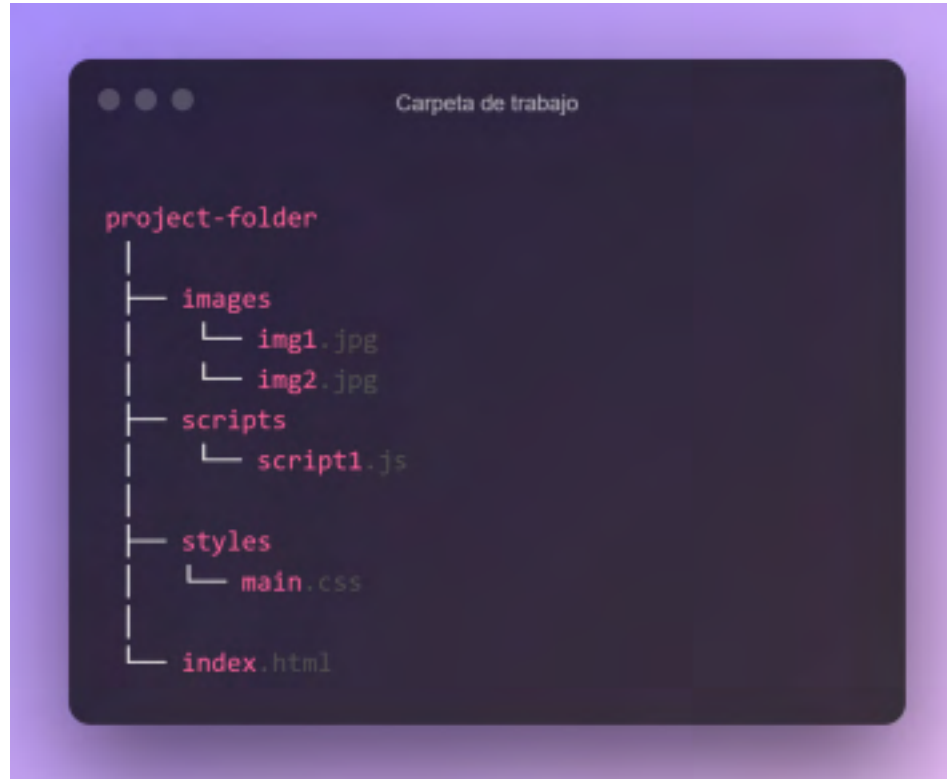 Carpeta de trabajo
project-folder
images
img1.jpg
img2.jpg
scripts
script1.js
styles
main.css
index.html